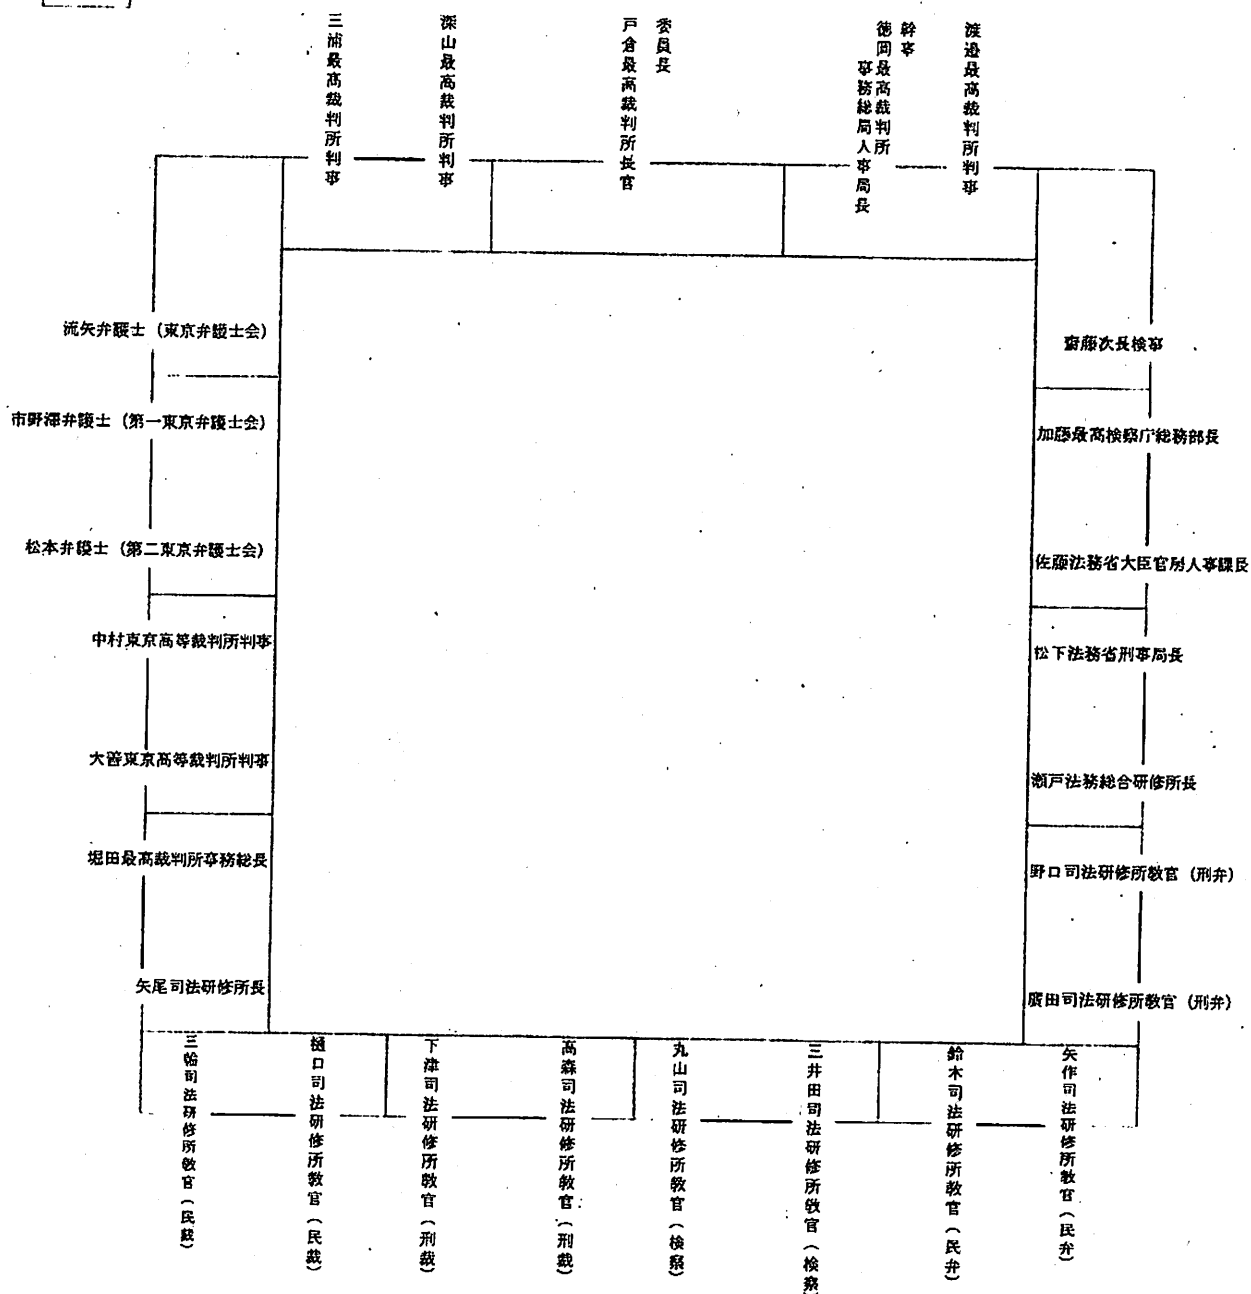 委員長
戸倉最高裁判所長官
深山最高裁判所判事
三浦最高裁判所判事
渡邉最高裁判所判事
幹事
徳岡最高裁判所
事務総局人事局長
流矢弁護士（東京弁護士会）
市野澤弁護士（第一東京弁護士会）
松本弁護士（第二東京弁護士会）
中村東京高等裁判所判事
大善東京高等裁判所判事
堀田最高裁判所事務総長
矢尾司法研修所長
齋藤次長検事
加藤最高検察庁総務部長
佐藤法務省大臣官房人事課長
松下法務省刑事局長
瀬戸法務総合研修所長
野口司法研修所教官（刑弁）
廣田司法研修所教官（刑弁）
三輪司法研修所教官（民裁）
樋口司法研修所教官（民裁）
下津司法研修所教官（刑裁）
高森司法研修所教官（刑裁）
丸山司法研修所教官（検察）
三井田司法研修所教官（検察
鈴木司法研修所教官（民弁）
矢作司法研修所教官（民弁）